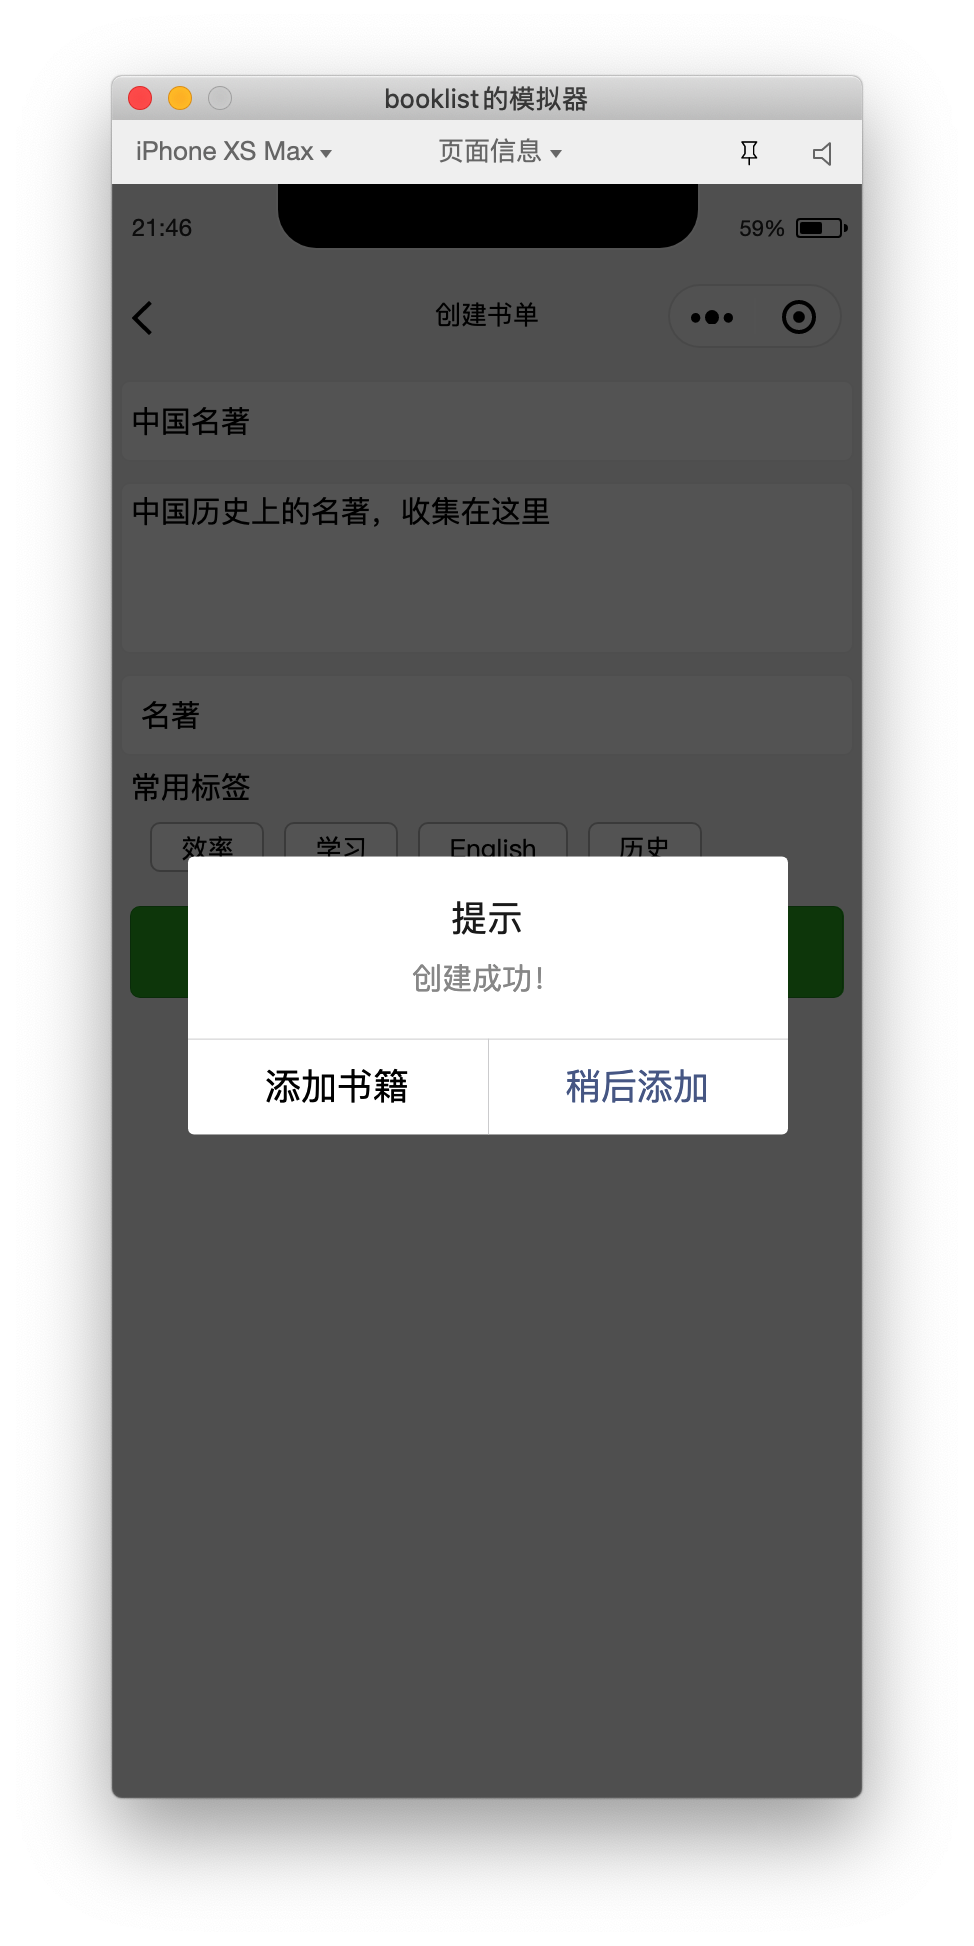 booklist的模拟器
iPhone XS Max 页面信息
21:46 59%
创建书单
中国名著
中国历史上的名著，收集在这里
名著
常用标签
效率 学习 English 历史
提示
创建成功！
添加书籍 稍后添加